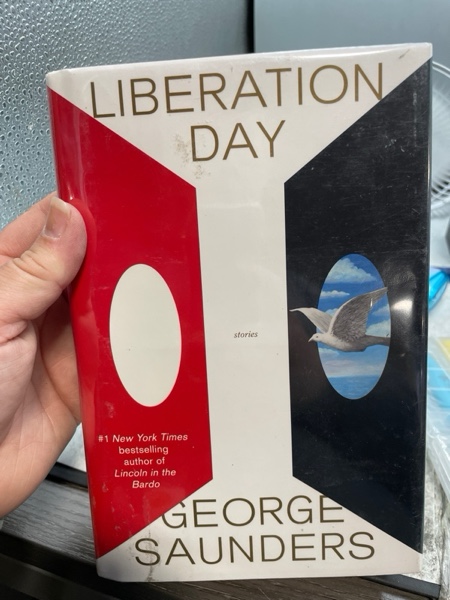 LIBERATION
DAY
stories
#1 New York Times
bestselling
author of
Lincoln in the
Bardo
GEORGE
SAUNDERS